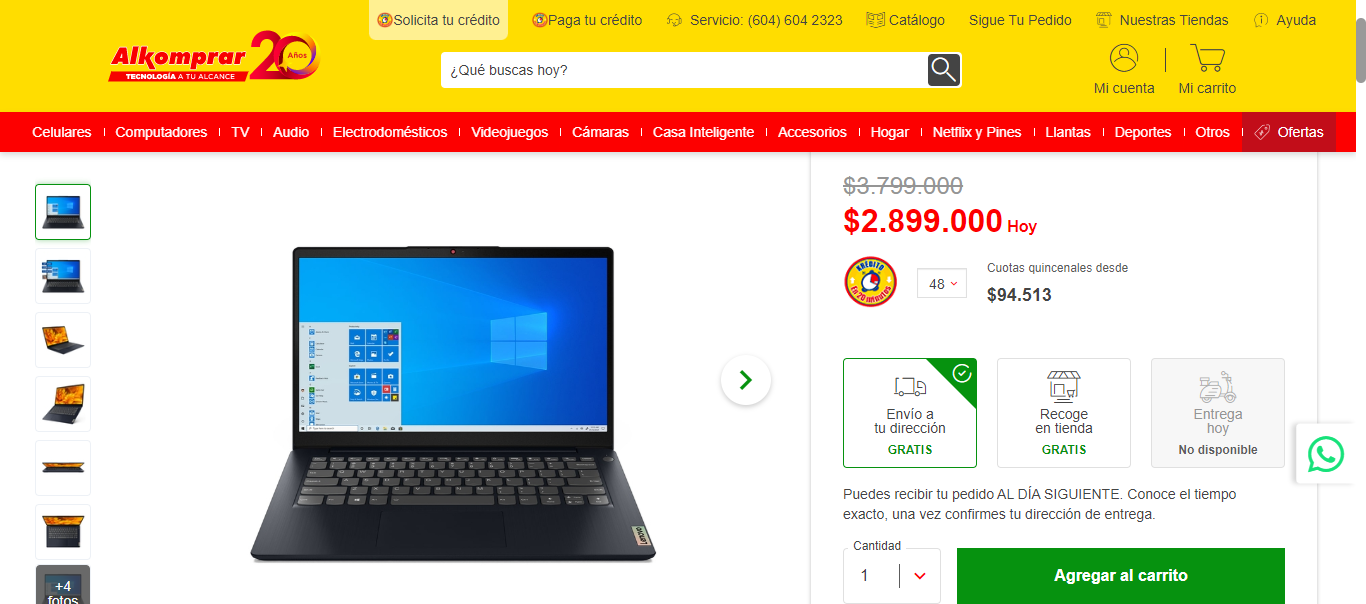 Solicita tu crédito
Paga tu crédito
Servicio: (604) 604 2323
Catálogo
Sigue Tu Pedido
Nuestras Tiendas
Ayuda
Alkomprar 20 Años
TECNOLOGÍA A TU ALCANCE
¿Qué buscas hoy?
Mi cuenta
Mi carrito
Celulares
Computadores
TV
Audio
Electrodomésticos
Videojuegos
Cámaras
Casa Inteligente
Accesorios
Hogar
Netflix y Pines
Llantas
Deportes
Otros
Ofertas
$3.799.000
$2.899.000 Hoy
KRÉDITO
En 20 minutos
48
Cuotas quincenales desde
$94.513
Envío a
tu dirección
GRATIS
Recoge
en tienda
GRATIS
Entrega
hoy
No disponible
Puedes recibir tu pedido AL DÍA SIGUIENTE. Conoce el tiempo
exacto, una vez confirmes tu dirección de entrega.
Cantidad
1
Agregar al carrito
Lenovo
+4
fotos